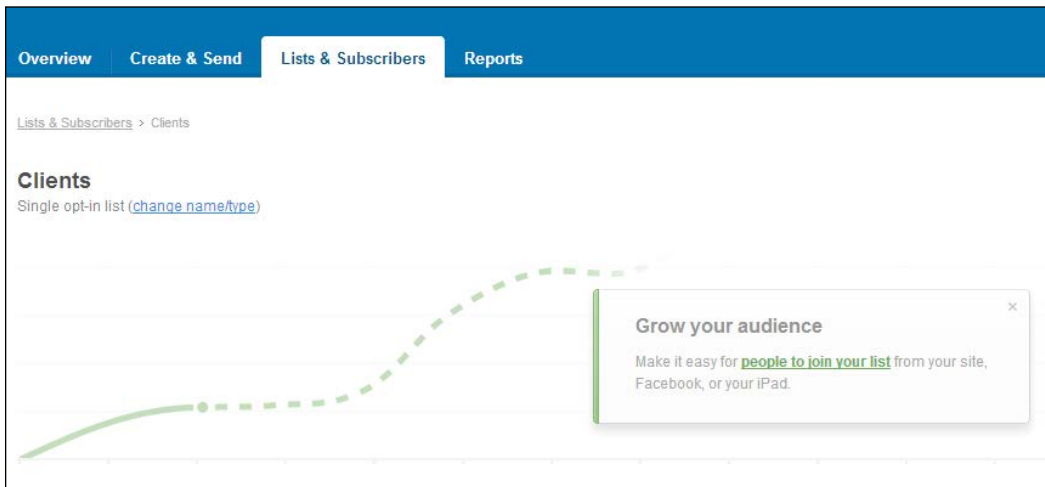 Overview Create & Send Lists & Subscribers Reports
Lists & Subscribers > Clients
Clients
Single opt-in list (change name/type)
Grow your audience
×
Make it easy for people to join your list from your site,
Facebook, or your iPad.